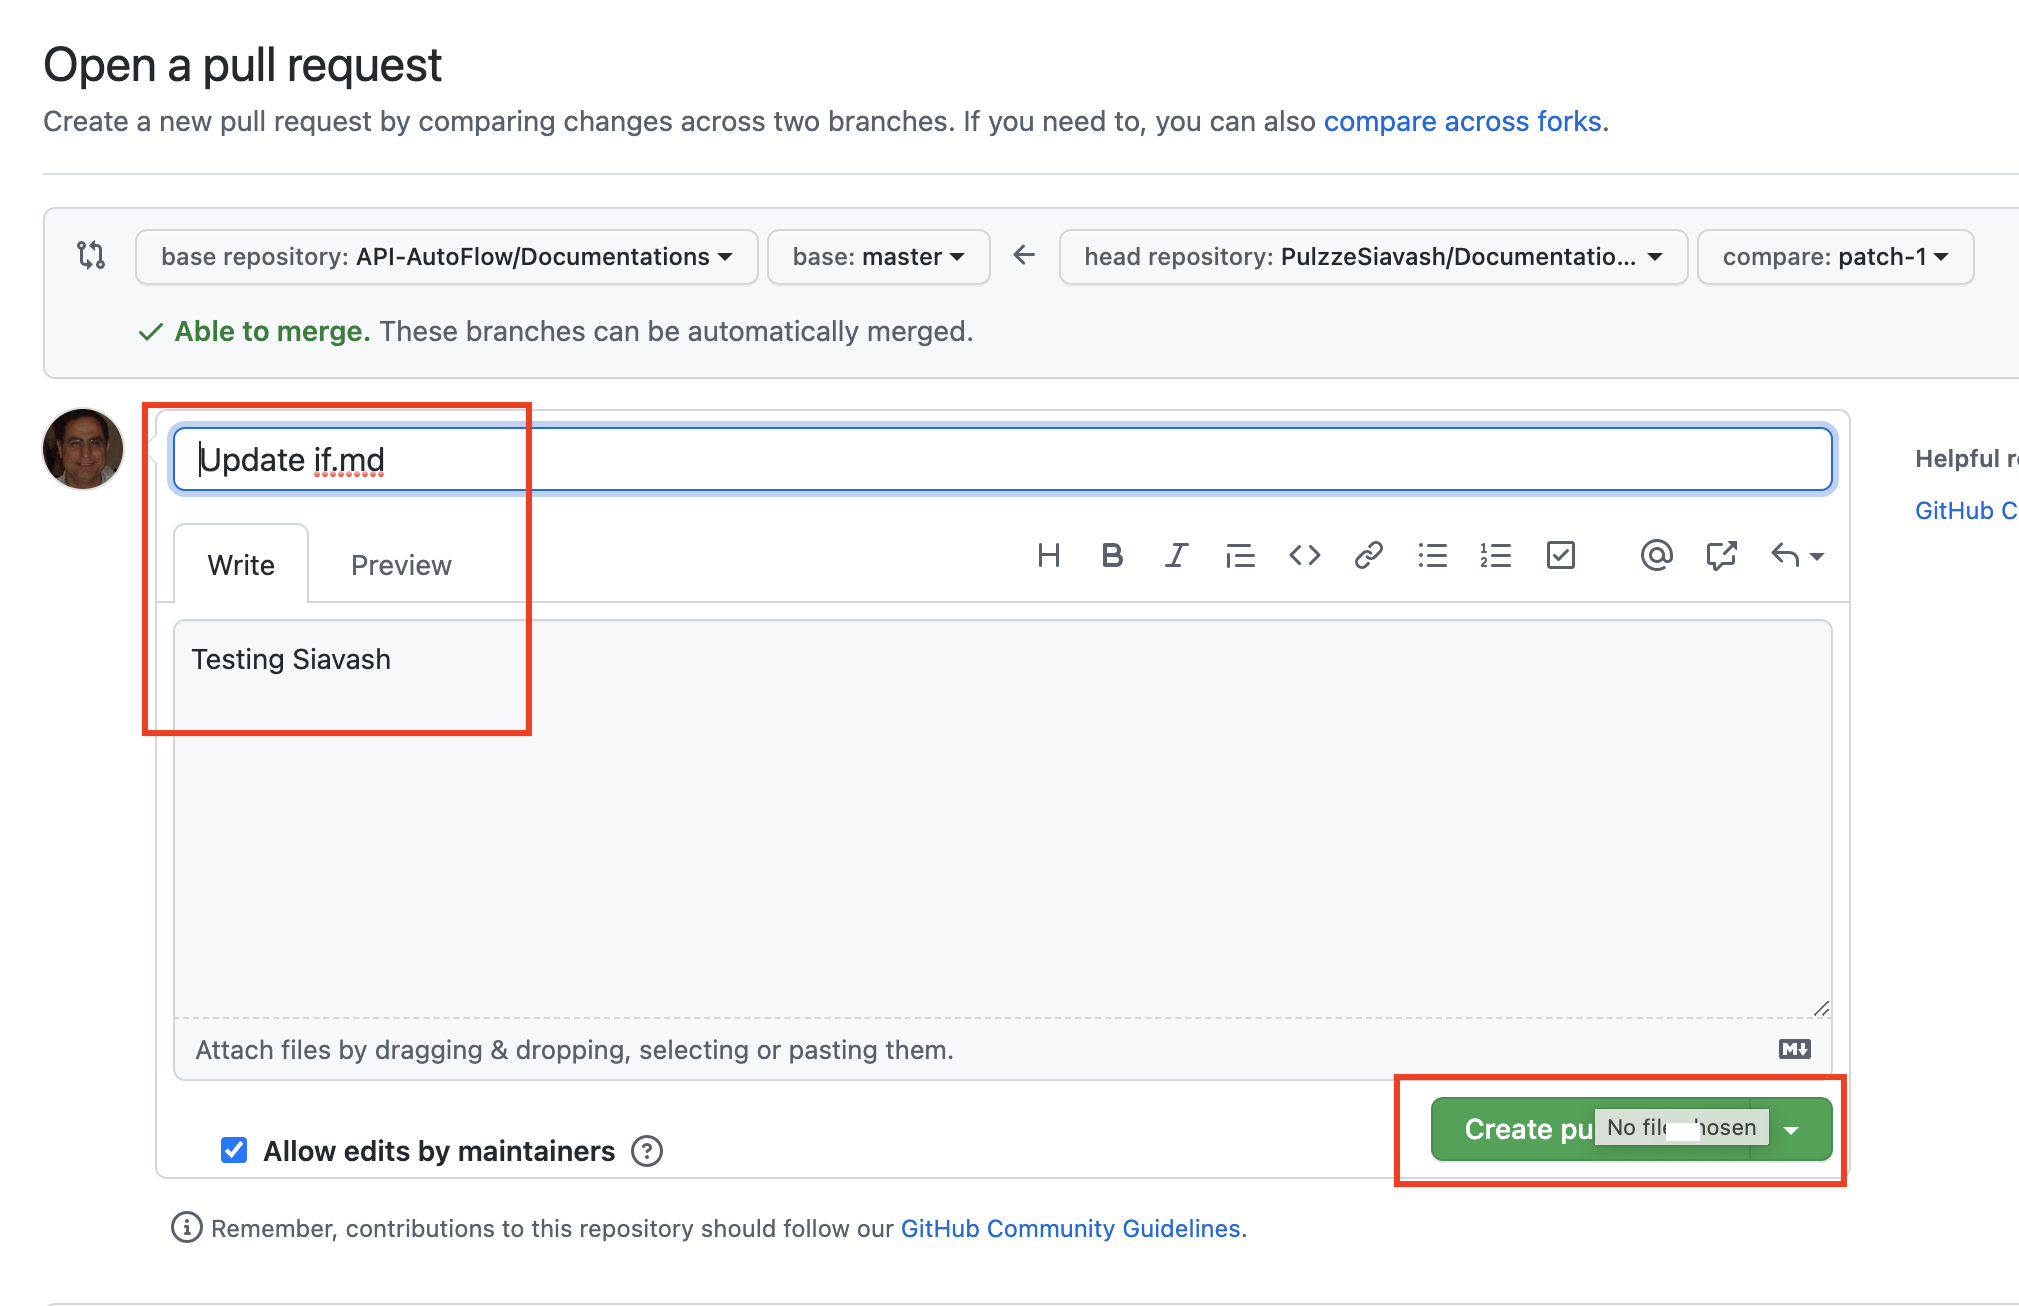 Open a pull request
Create a new pull request by comparing changes across two branches. If you need to, you can also compare across forks.
base repository: API-AutoFlow/Documentations base: master head repository: PulzzeSiavash/Documentatio... compare: patch-1
Able to merge. These branches can be automatically merged.
Update if.md
Helpful
Write Preview
GitHub
Testing Siavash
Attach files by dragging & dropping, selecting or pasting them.
Create No
Allow edits by maintainers
Remember, contributions to this repository should follow our GitHub Community Guidelines.